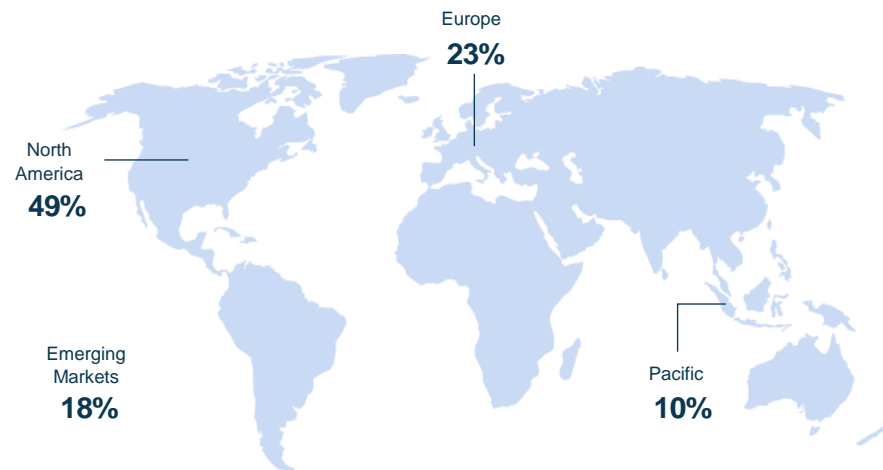 Europe
23%
North
America
49%
Emerging
Markets
18%
Pacific
10%